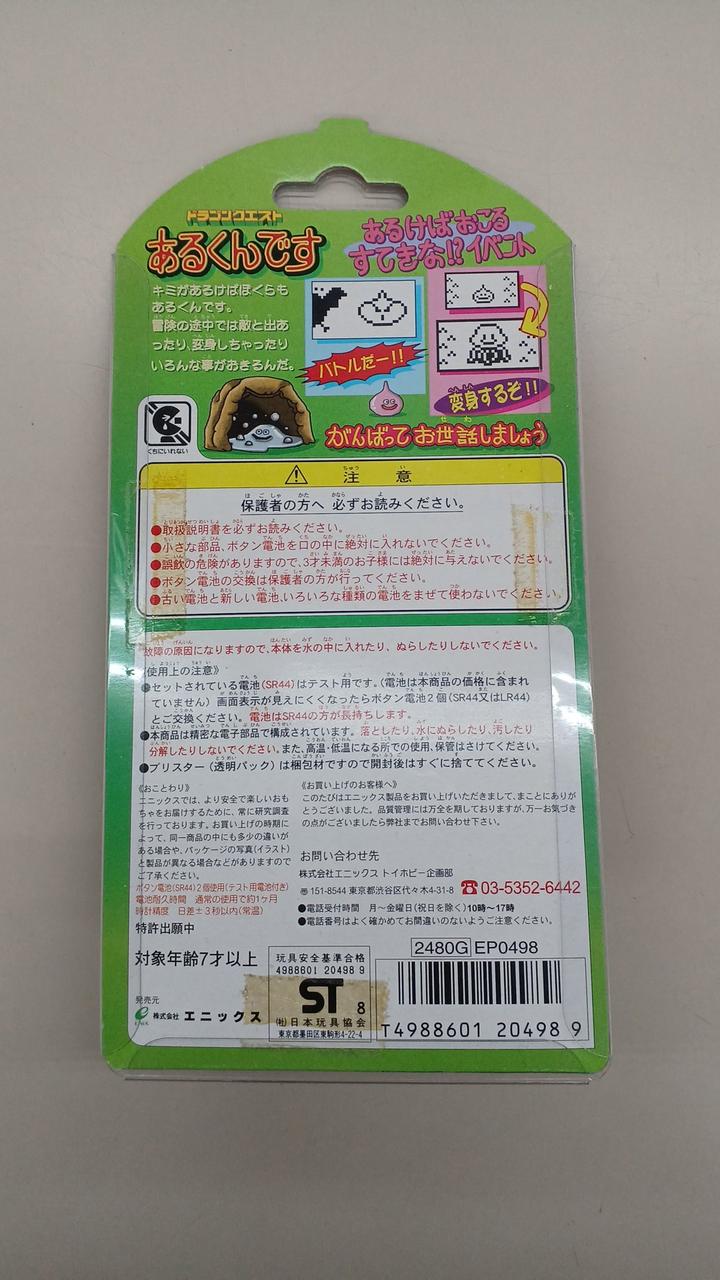 ドラゴンクエスト
あるくんです
あるけばおこる
すてきな!?イベント
キミがあるけばぼくらも
あるくんです。
冒険の途中では敵と出あ
ったり、変身しちゃったり
いろんな事がおきるんだ。
バトルだー!!
変身するぞ!!
くちにいれない
がんばってお世話しましょう
注意
保護者の方へ 必ずお読みください。
●取扱説明書を必ずお読みください。
●小さな部品、ボタン電池を口の中に絶対に入れないでください。
●誤飲の危険がありますので、3才未満のお子様には絶対に与えないでください。
●ボタン電池の交換は保護者の方が行ってください。
●古い電池と新しい電池、いろいろな種類の電池をまぜて使わないでください。
故障の原因になりますので、本体を水の中に入れたり、ぬらしたりしないでください。
《使用上の注意》
●セットされている電池(SR44)はテスト用です。(電池は本商品の価格に含まれ
ていません) 画面表示が見えにくくなったらボタン電池2個(SR44又はLR44)
とご交換ください。電池はSR44の方が長持ちします。
●本商品は精密な電子部品で構成されています。落としたり、水にぬらしたり、汚したり
分解したりしないでください。また、高温・低温になる所での使用、保管はさけてください。
●ブリスター(透明パック)は梱包材ですので開封後はすぐに捨ててください。
《おことわり》
エニックスでは、より安全で楽しいおも
ちゃをお届けするために、常に研究調査
を行っております。お買い上げの時期に
よって、同一商品の中にも多少の違いが
ある場合や、パッケージの写真(イラスト)
と製品が異なる場合などがありますので
ご了承ください。
ボタン電池(SR44)2個使用(テスト用電池付き)
電池耐久時間 通常の使用で約1ヶ月
時計精度 日差±3秒以内(常温)
特許出願中
対象年齢7才以上
《お買い上げのお客様へ》
このたびはエニックス製品をお買い上げいただきまして、まことにありが
とうございました。品質管理には万全を期しておりますが、万一お気づき
の点がございましたら弊社までお問い合わせ下さい。
お問い合わせ先
株式会社エニックス トイホビー企画部
〒151-8544 東京都渋谷区代々木4-31-8 ☎03-5352-6442
●電話受付時間 月~金曜日(祝日を除く)10時~17時
●電話番号はよく確かめてお間違いのないようご注意ください。
2480G EP0498
玩具安全基準合格
4988601 20498 9
ST 8
(社)日本玩具協会
東京都墨田区東駒形4-22-4
T4988601 20498 9
発売元
株式会社 エニックス